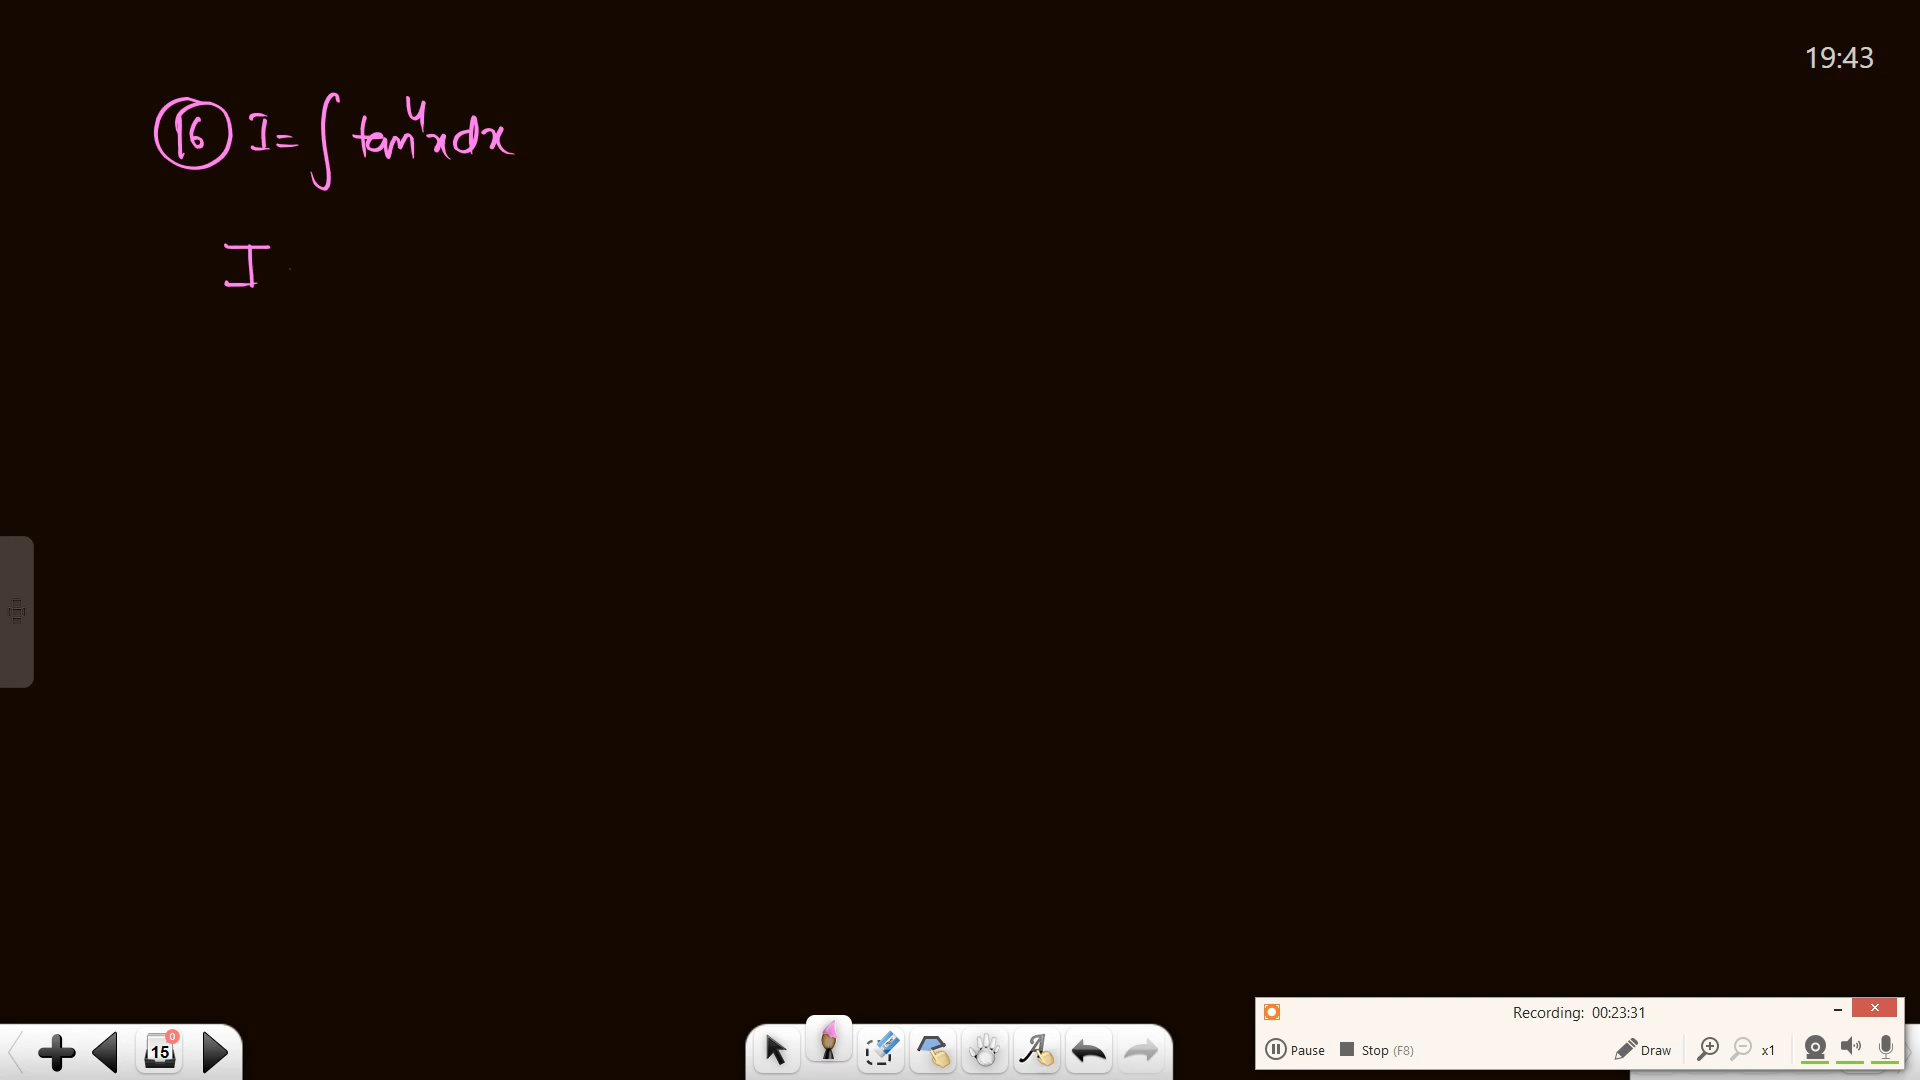 19:43
⑯ I = ∫ tan⁴x dx
I
15
0
Recording: 00:23:31
Pause Stop (F8) Draw x1